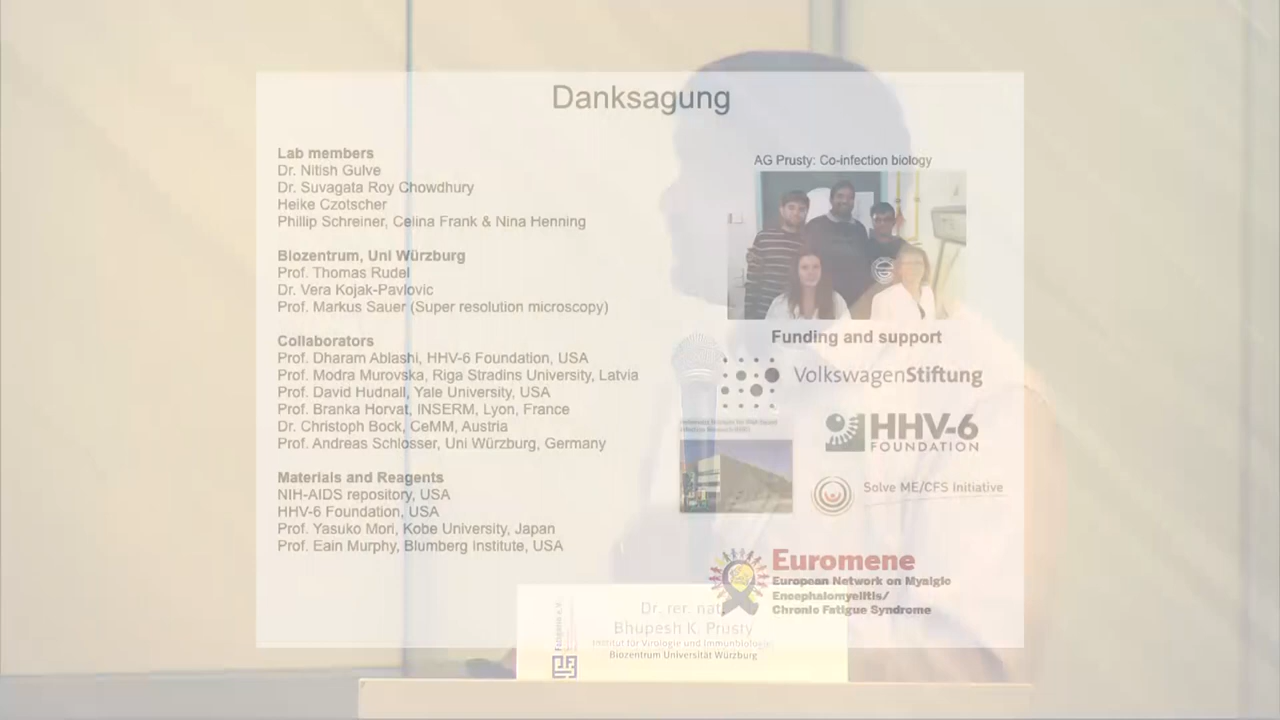 Danksagung
Lab members
Dr. Nitish Gulve
Dr. Suvagata Roy Chowdhury
Heike Czotscher
Phillip Schreiner, Celina Frank & Nina Henning
Biozentrum, Uni Würzburg
Prof. Thomas Rudel
Dr. Vera Kojak-Pavlovic
Prof. Markus Sauer (Super resolution microscopy)
Collaborators
Prof. Dharam Ablashi, HHV-6 Foundation, USA
Prof. Modra Murovska, Riga Stradins University, Latvia
Prof. David Hudnall, Yale University, USA
Prof. Branka Horvat, INSERM, Lyon, France
Dr. Christoph Bock, CeMM, Austria
Prof. Andreas Schlosser, Uni Würzburg, Germany
Materials and Reagents
NIH-AIDS repository, USA
HHV-6 Foundation, USA
Prof. Yasuko Mori, Kobe University, Japan
Prof. Eain Murphy, Blumberg Institute, USA
AG Prusty: Co-infection biology
Funding and support
VolkswagenStiftung
HHV-6
FOUNDATION
Solve ME/CFS Initiative
Euromene
European Network on Myalgic
Encephalomyelitis/
Chronic Fatigue Syndrome
Dr. rer. nat.
Bhupesh K. Prusty
Institut für Virologie und Immunbiologie
Biozentrum Universität Würzburg